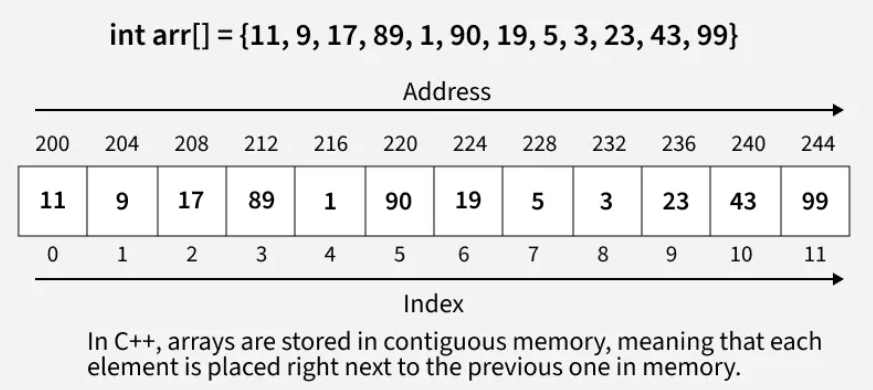 int arr[] = {11, 9, 17, 89, 1, 90, 19, 5, 3, 23, 43, 99}
Address
200 204 208 212 216 220 224 228 232 236 240 244
11 9 17 89 1 90 19 5 3 23 43 99
0 1 2 3 4 5 6 7 8 9 10 11
Index
In C++, arrays are stored in contiguous memory, meaning that each
element is placed right next to the previous one in memory.